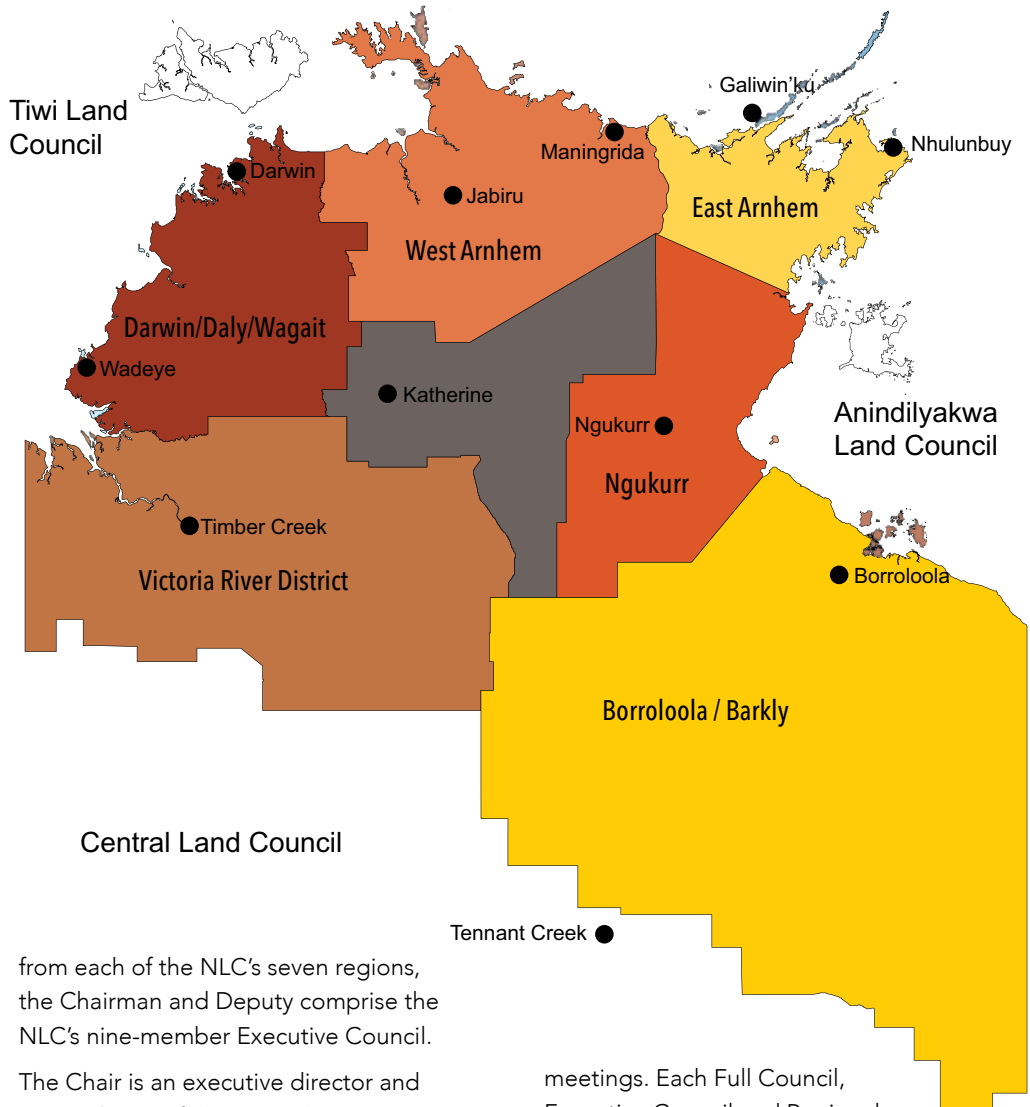 Tiwi Land
Council
Galiwin'ku
Nhulunbuy
Maningrida
Darwin
Jabiru
East Arnhem
West Arnhem
Darwin/Daly/Wagait
Wadeye
Katherine
Anindilyakwa
Land Council
Ngukurr
Ngukurr
Timber Creek
Victoria River District
Borroloola
Borroloola / Barkly
Central Land Council
Tennant Creek
from each of the NLC’s seven regions,
the Chairman and Deputy comprise the
NLC’s nine-member Executive Council.
The Chair is an executive director and
meetings. Each Full Council,